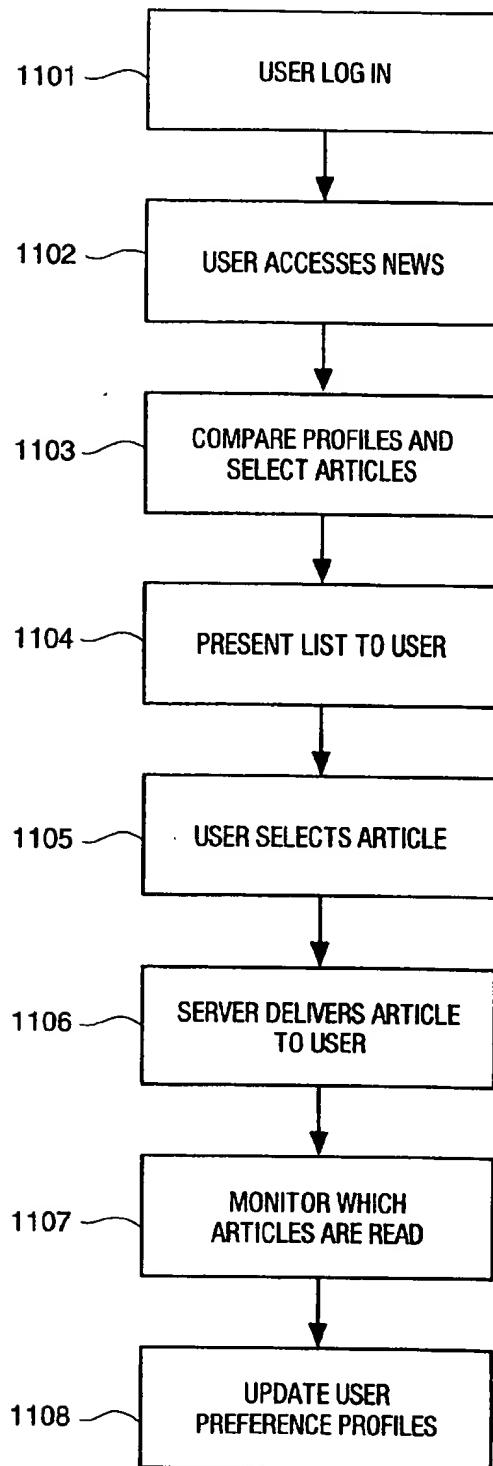 1101
USER LOG IN
1102
USER ACCESSES NEWS
1103
COMPARE PROFILES AND
SELECT ARTICLES
1104
PRESENT LIST TO USER
1105
USER SELECTS ARTICLE
1106
SERVER DELIVERS ARTICLE
TO USER
1107
MONITOR WHICH
ARTICLES ARE READ
1108
UPDATE USER
PREFERENCE PROFILES